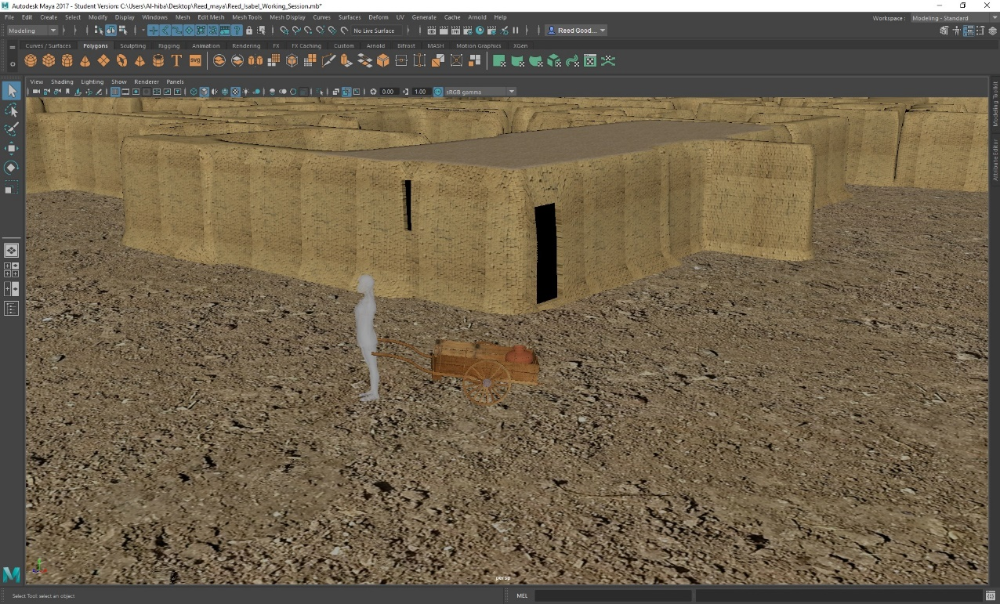 Autodesk Maya 2017 - Student Version: C:\Users\Al-hiba\Desktop\Reed_maya\Reed_Isabel_Working_Session.mb*
File Edit Create Select Modify Display Windows Mesh Edit Mesh Mesh Tools Mesh Display Curves Surfaces Deform UV Generate Cache Arnold Help
Workspace : Modeling - Standard
Modeling No Live Surface Reed Good...
Curves / Surfaces Polygons Sculpting Rigging Animation Rendering FX FX Caching Custom Arnold Bifrost MASH Motion Graphics XGen
T SVG
View Shading Lighting Show Renderer Panels
0.00 1.00 sRGB gamma
Modeling Toolkit
Attribute Editor
persp
Select Tool: select an object
MEL